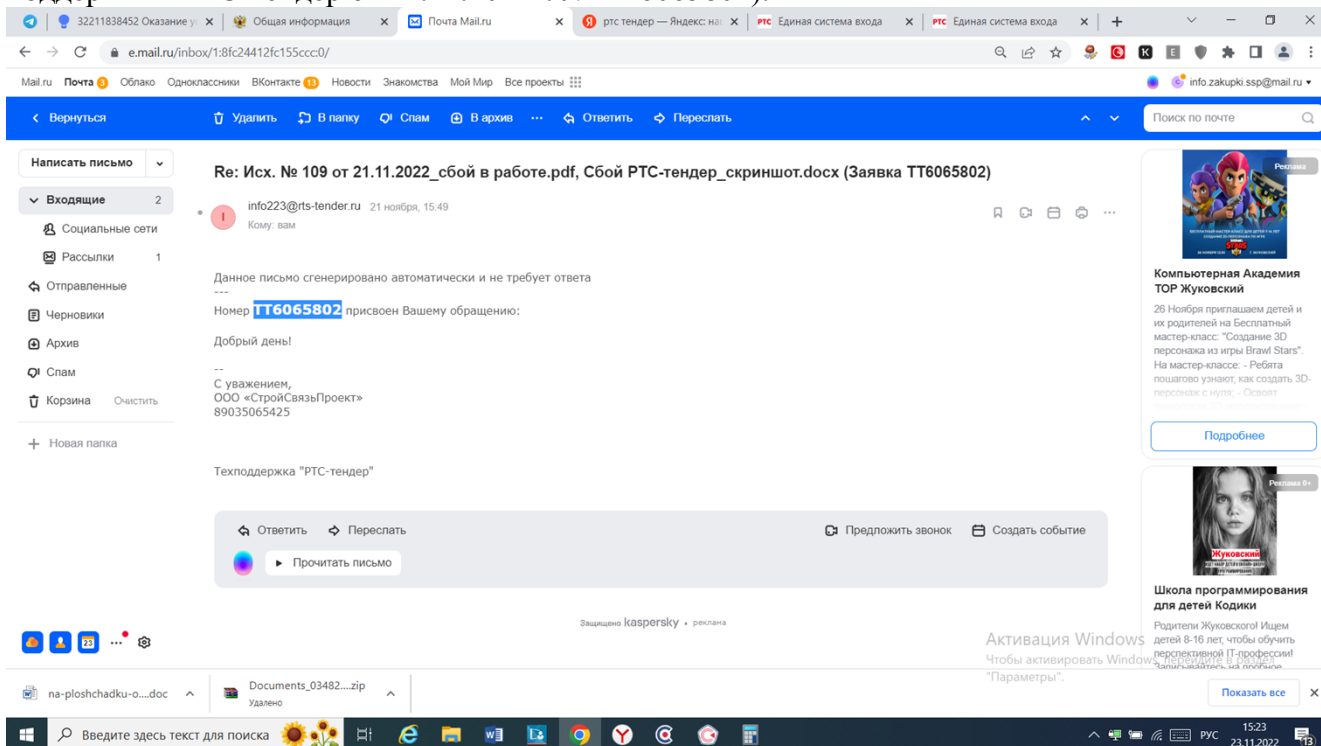 32211838452 Оказание у
Общая информация
Почта Mail.ru
ртс тендер — Яндекс: на
РТС Единая система входа
РТС Единая система входа
e.mail.ru/inbox/1:8fc24412fc155ccc:0/
Mail.ru Почта 3 Облако Одноклассники ВКонтакте 13 Новости Знакомства Мой Мир Все проекты
info.zakupki.ssp@mail.ru
Вернуться Удалить В папку Спам В архив ... Ответить Переслать Поиск по почте
Написать письмо
Входящие 2
Социальные сети
Рассылки 1
Отправленные
Черновики
Архив
Спам
Корзина Очистить
Новая папка
Re: Исх. № 109 от 21.11.2022_сбой в работе.pdf, Сбой РТС-тендер_скриншот.docx (Заявка TT6065802)
I
info223@rts-tender.ru 21 ноября, 15:49
Кому: вам
Данное письмо сгенерировано автоматически и не требует ответа
---
Номер TT6065802 присвоен Вашему обращению:
Добрый день!
--
С уважением,
ООО «СтройСвязьПроект»
89035065425
Техподдержка "РТС-тендер"
Ответить Переслать Предложить звонок Создать событие
Прочитать письмо
Защищено kaspersky • реклама
Реклама
Компьютерная Академия
TOP Жуковский
26 Ноября приглашаем детей и
их родителей на Бесплатный
мастер-класс: "Создание 3D
персонажа из игры Brawl Stars".
На мастер-классе: - Ребята
пошагово узнают, как создать 3D-
персонаж с нуля; - Освоят
Подробнее
Реклама 0+
Жуковский
Школа программирования
для детей Кодики
Родители Жуковского! Ищем
детей 8-16 лет, чтобы обучить
перспективной IT-профессии!
Записывайтесь на пробное
Активация Windows
Чтобы активировать Windows, перейдите в раздел
"Параметры".
23
na-ploshchadku-o....doc
Documents_03482....zip
Удалено
Показать все
Введите здесь текст для поиска
РУС
15:23
23.11.2022
13